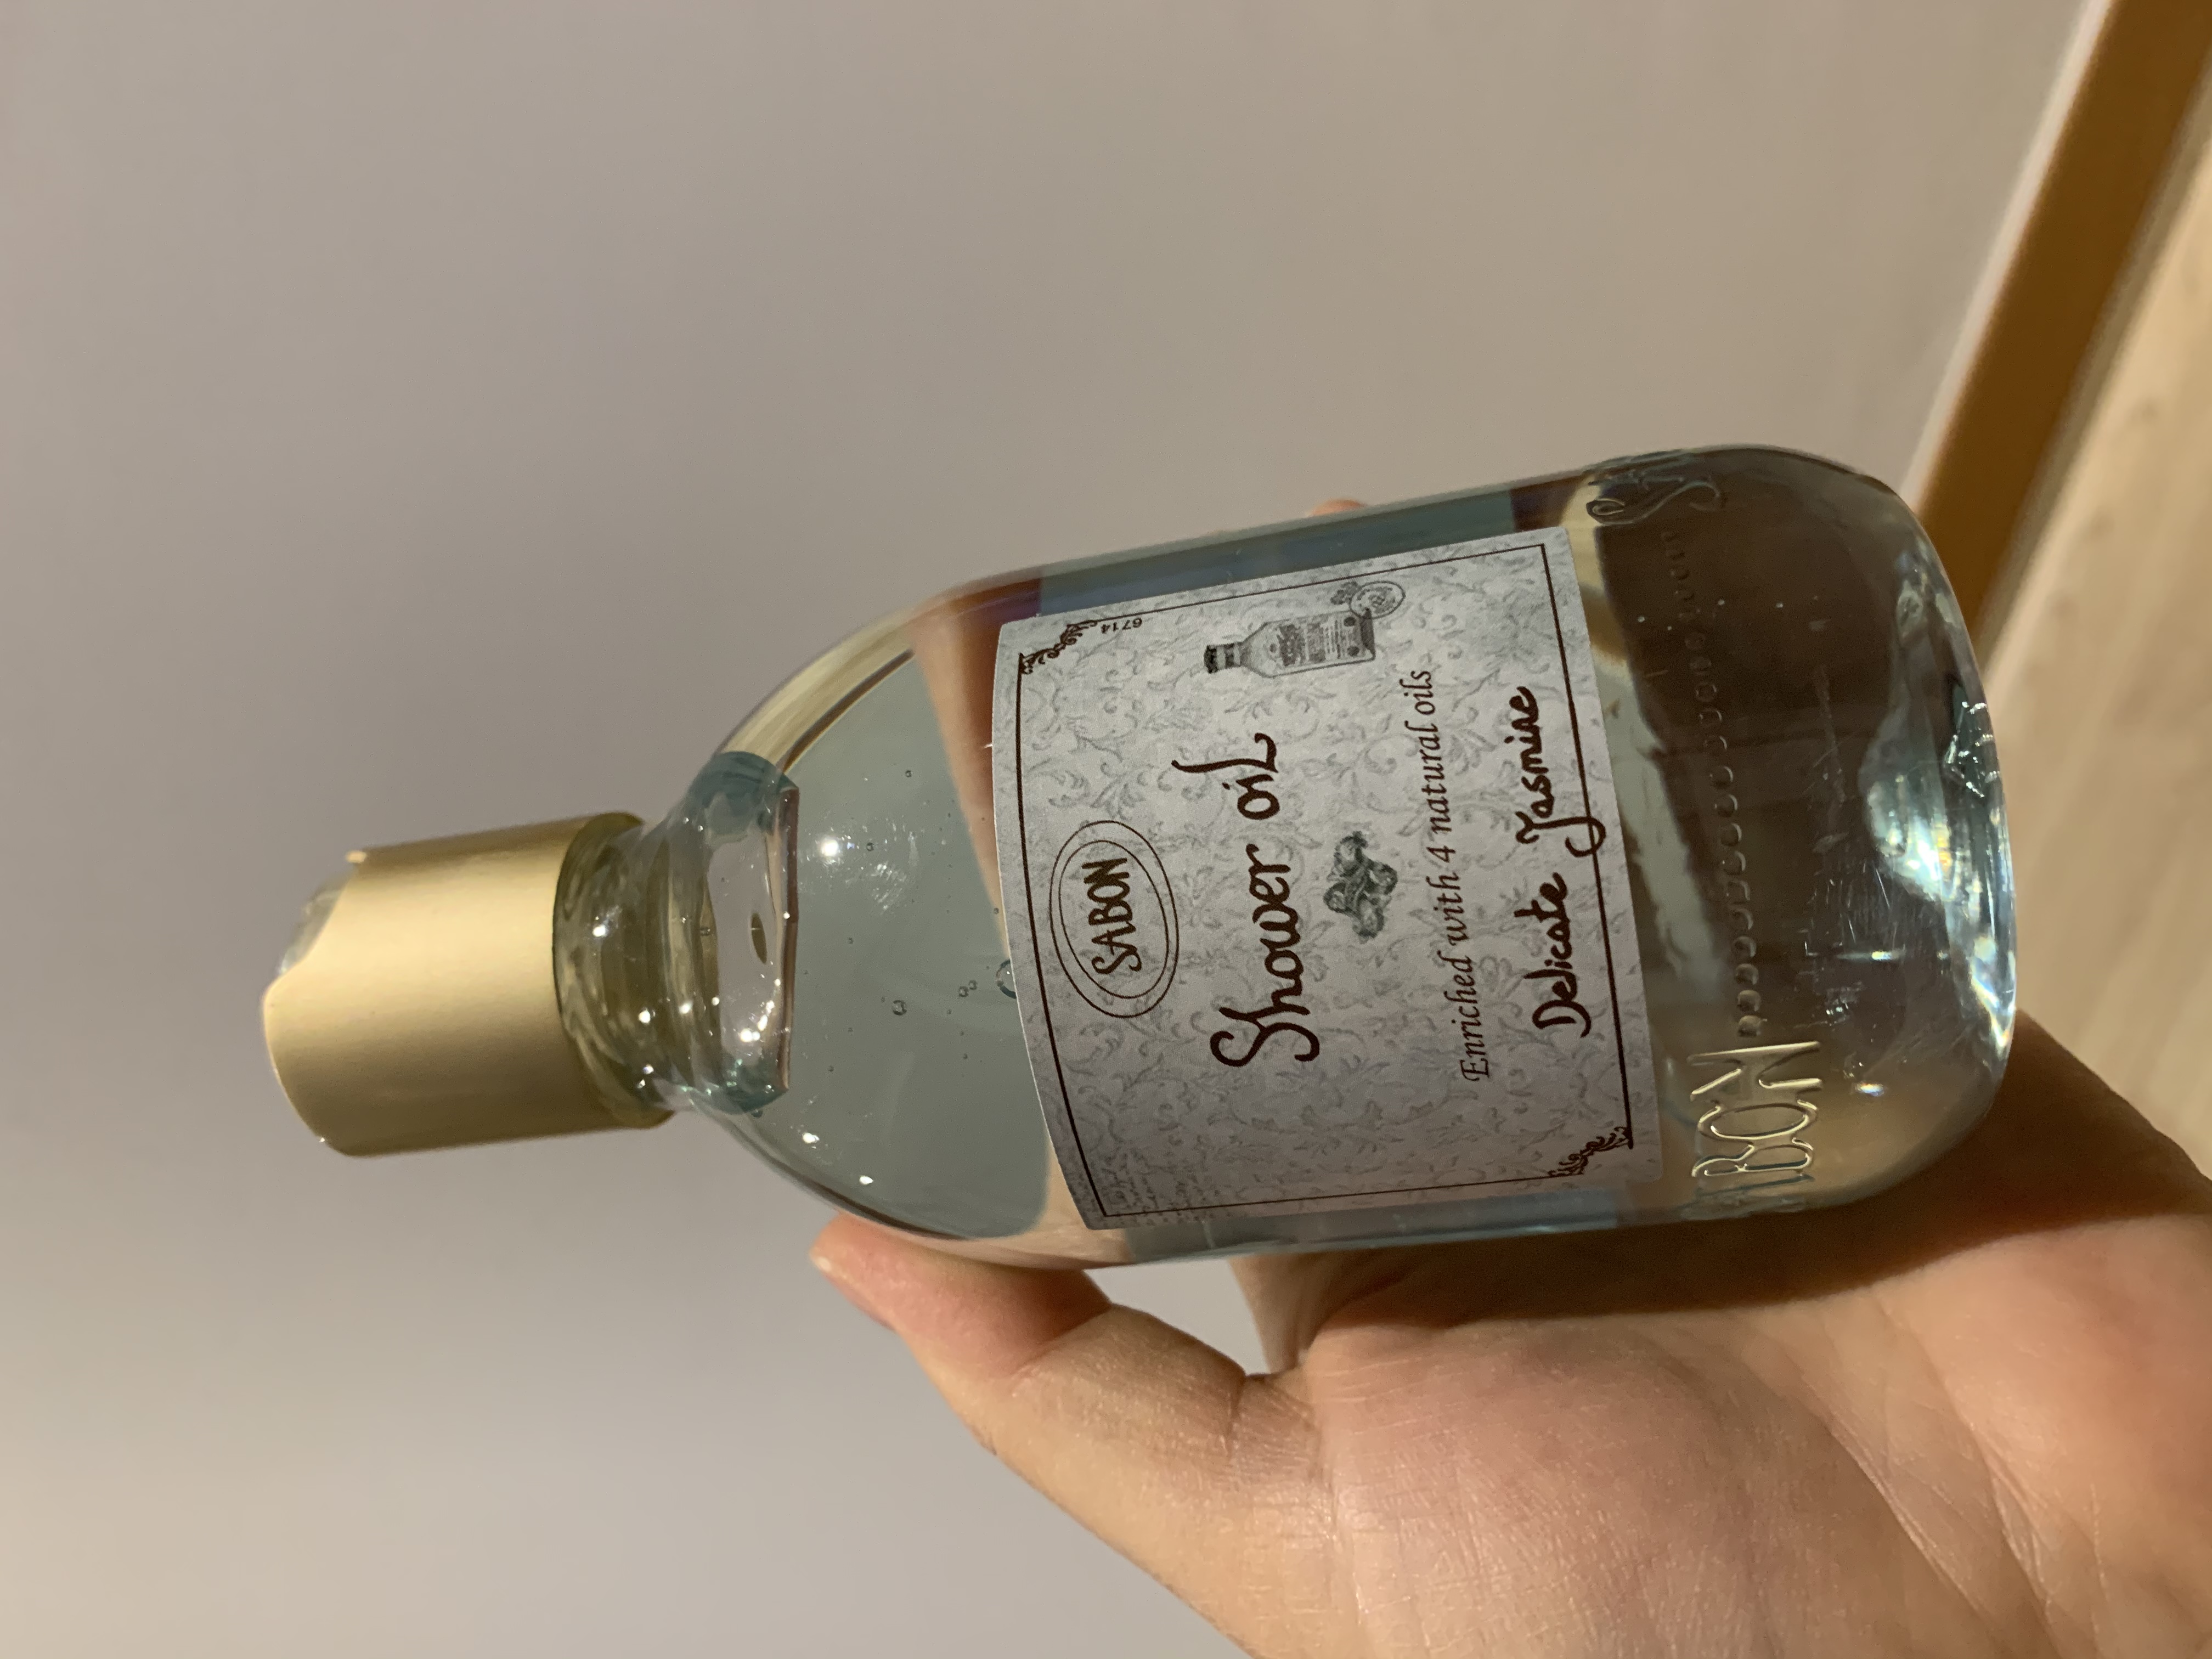 SABON
6714
Shower oil
Enriched with 4 natural oils
Delicate Jasmine
SABON